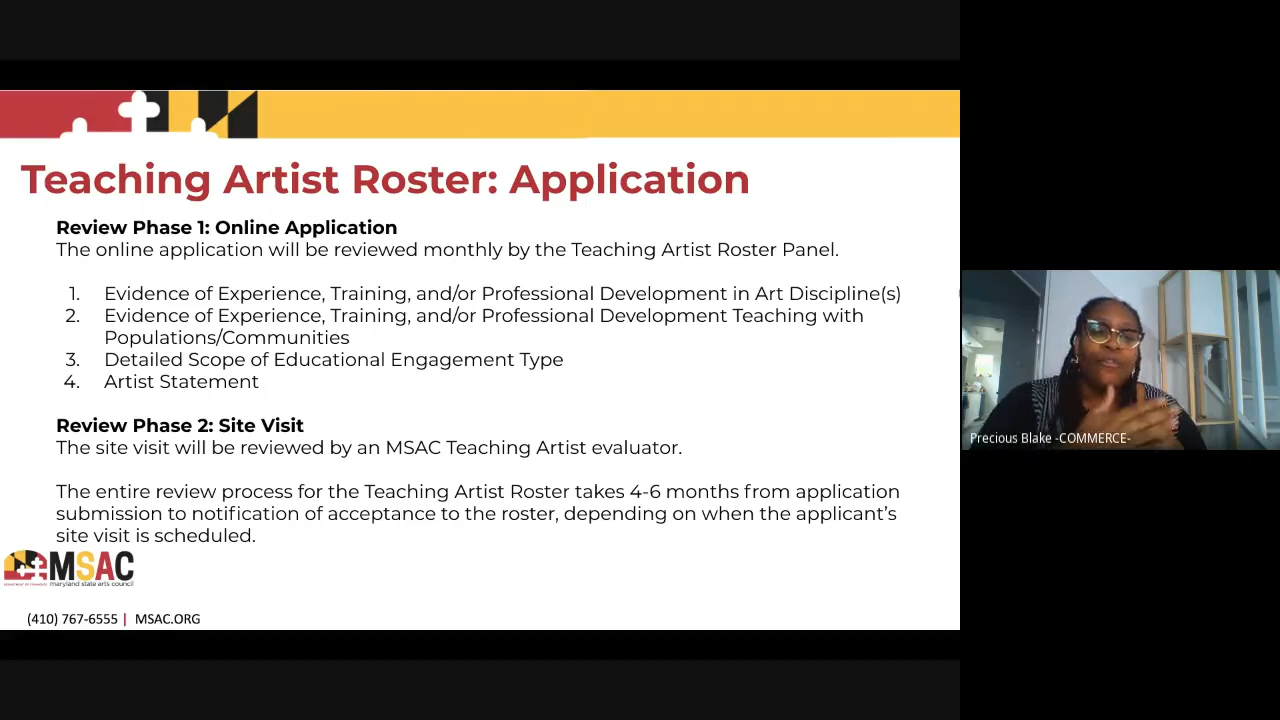 Teaching Artist Roster: Application
Review Phase 1: Online Application
The online application will be reviewed monthly by the Teaching Artist Roster Panel.
1. Evidence of Experience, Training, and/or Professional Development in Art Discipline(s)
2. Evidence of Experience, Training, and/or Professional Development Teaching with
Populations/Communities
3. Detailed Scope of Educational Engagement Type
4. Artist Statement
Review Phase 2: Site Visit
The site visit will be reviewed by an MSAC Teaching Artist evaluator.
The entire review process for the Teaching Artist Roster takes 4-6 months from application
submission to notification of acceptance to the roster, depending on when the applicant's
site visit is scheduled.
MSAC
maryland state arts council
(410) 767-6555 | MSAC.ORG
Precious Blake -COMMERCE-